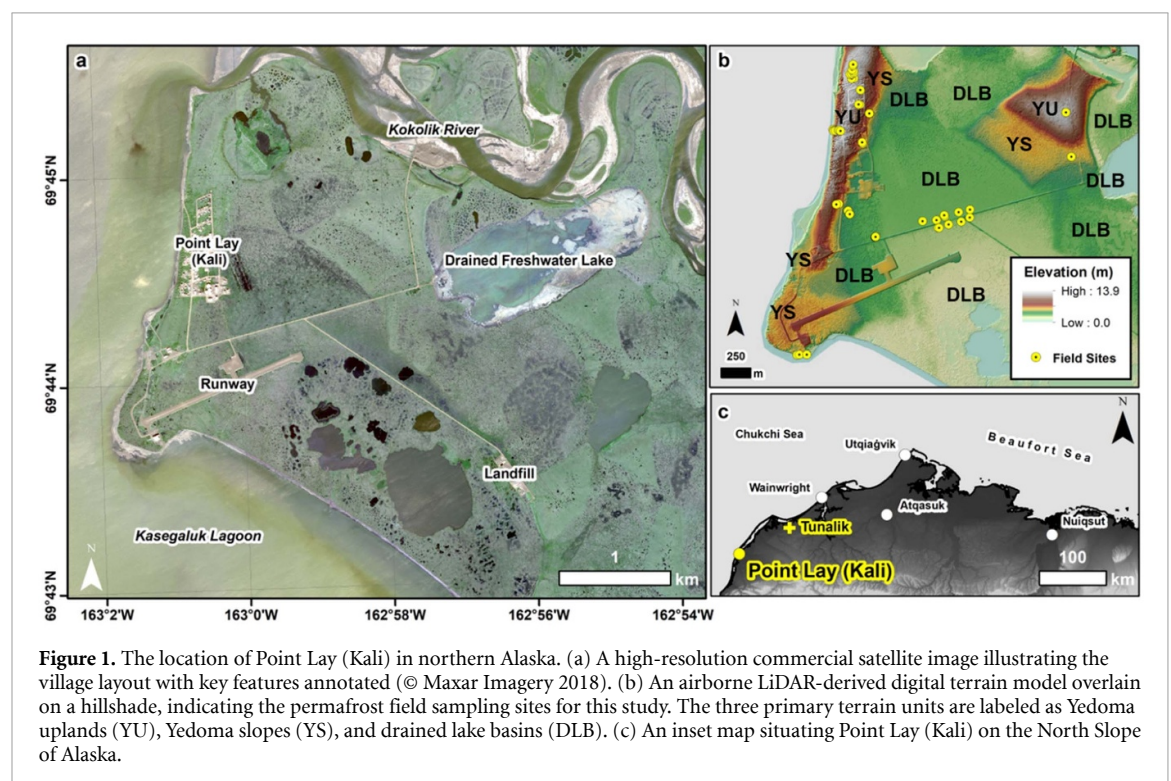 a
Kokolik River
69°45'N
Point Lay
(Kali)
Drained Freshwater Lake
Runway
69°44'N
Landfill
Kasegaluk Lagoon
N
1
km
69°43'N
163°2'W
163°0'W
162°58'W
162°56'W
162°54'W
b
YS
DLB
DLB
YU
YU
DLB
YS
DLB
DLB
DLB
YS
DLB
DLB
YS
N
250
m
Elevation (m)
High : 13.9
Low : 0.0
Field Sites
c
N
Chukchi Sea
Utqiaġvik
Beaufort Sea
Wainwright
Atqasuk
Tunalik
Nuiqsut
Point Lay (Kali)
100
km
Figure 1. The location of Point Lay (Kali) in northern Alaska. (a) A high-resolution commercial satellite image illustrating the
village layout with key features annotated (© Maxar Imagery 2018). (b) An airborne LiDAR-derived digital terrain model overlain
on a hillshade, indicating the permafrost field sampling sites for this study. The three primary terrain units are labeled as Yedoma
uplands (YU), Yedoma slopes (YS), and drained lake basins (DLB). (c) An inset map situating Point Lay (Kali) on the North Slope
of Alaska.